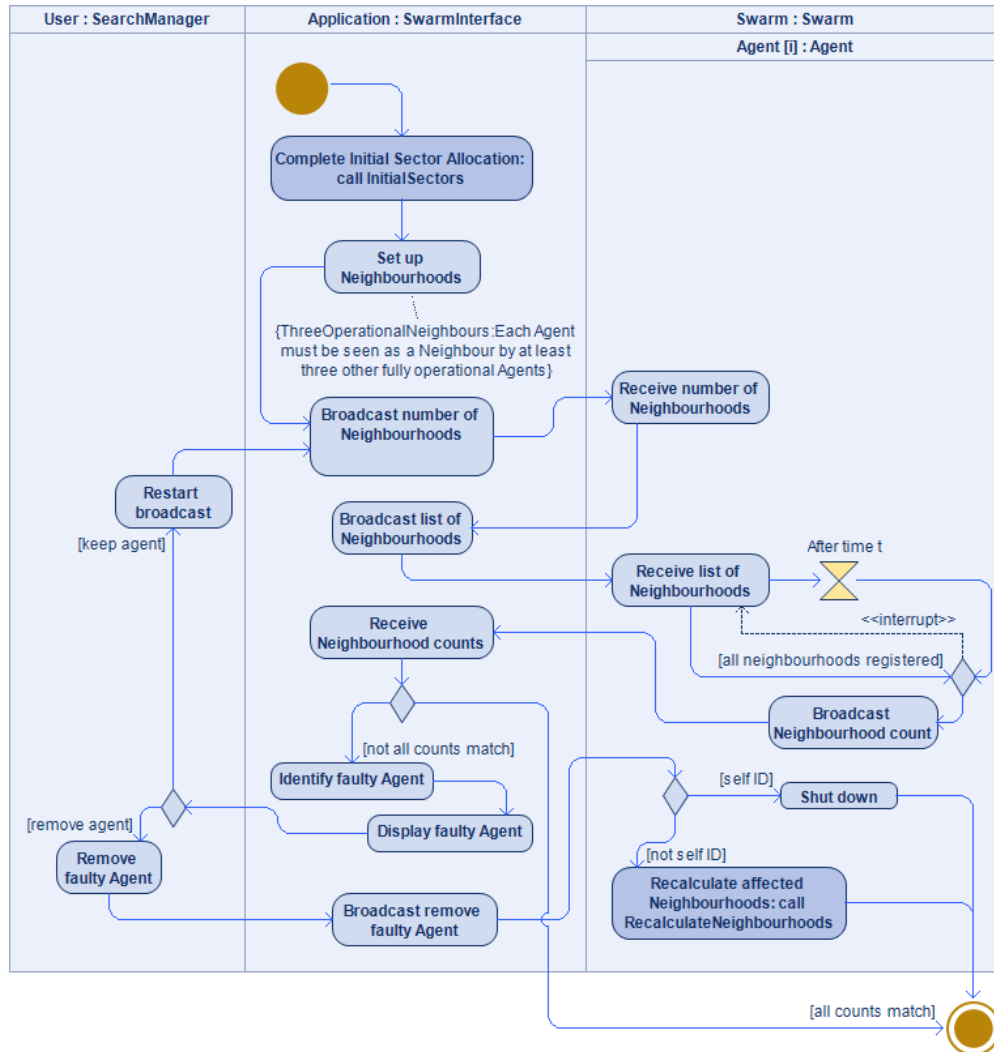 User : SearchManager
Application : SwarmInterface
Swarm : Swarm
Agent [i] : Agent
Complete Initial Sector Allocation:
call InitialSectors
Set up
Neighbourhoods
{ThreeOperationalNeighbours:Each Agent
must be seen as a Neighbour by at least
three other fully operational Agents}
Broadcast number of
Neighbourhoods
Receive number of
Neighbourhoods
Restart
broadcast
[keep agent]
Broadcast list of
Neighbourhoods
Receive list of
Neighbourhoods
After time t
<<interrupt>>
Receive
Neighbourhood counts
[all neighbourhoods registered]
Broadcast
Neighbourhood count
[not all counts match]
Identify faulty Agent
Display faulty Agent
[self ID]
Shut down
[remove agent]
Remove
faulty Agent
[not self ID]
Recalculate affected
Neighbourhoods: call
RecalculateNeighbourhoods
Broadcast remove
faulty Agent
[all counts match]